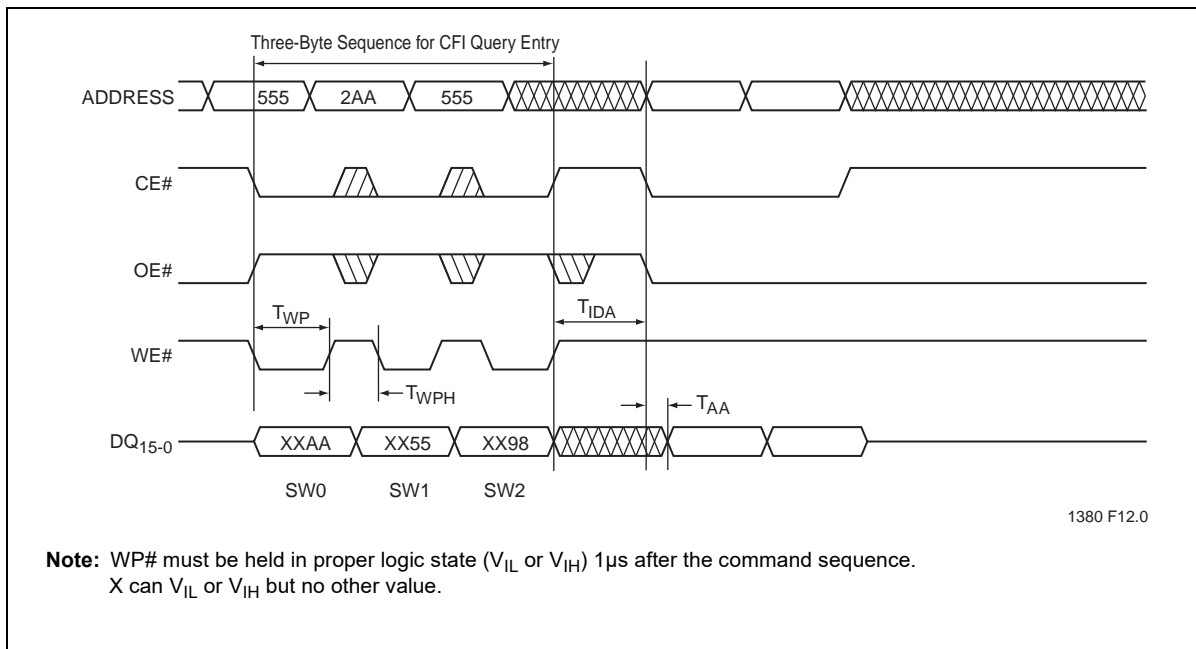 Three-Byte Sequence for CFI Query Entry
ADDRESS 555 2AA 555
CE#
OE#
TWP TIDA
WE#
TWPH TAA
DQ15-0 XXAA XX55 XX98
SW0 SW1 SW2
1380 F12.0
Note: WP# must be held in proper logic state (VIL or VIH) 1µs after the command sequence.
X can VIL or VIH but no other value.